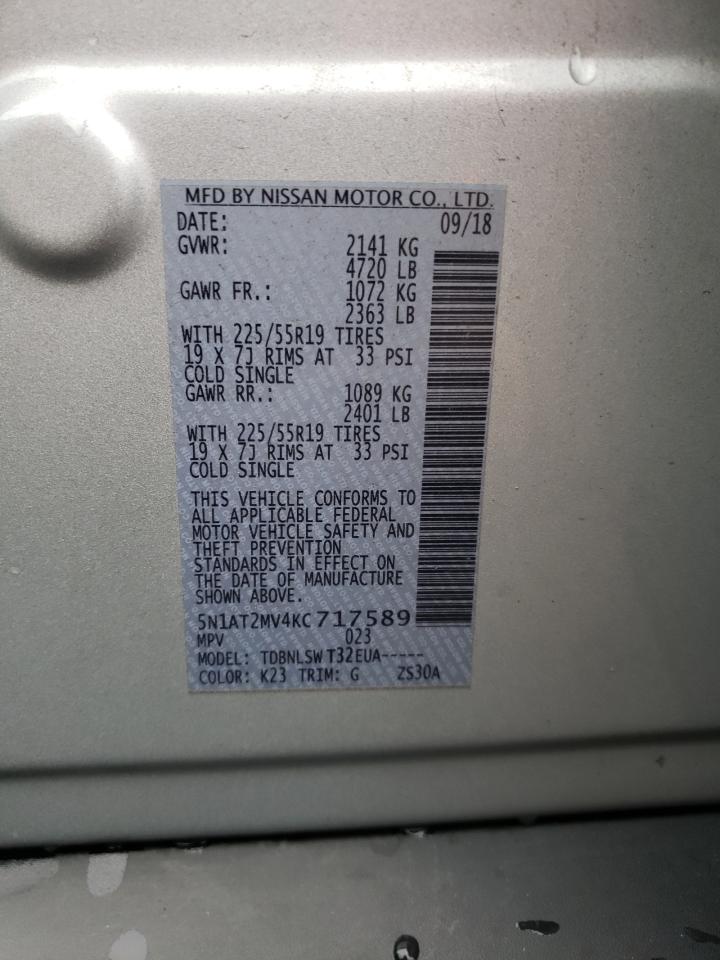 MFD BY NISSAN MOTOR CO., LTD.
DATE: 09/18
GVWR: 2141 KG
4720 LB
GAWR FR.: 1072 KG
2363 LB
WITH 225/55R19 TIRES
19 X 7J RIMS AT 33 PSI
COLD SINGLE
GAWR RR.: 1089 KG
2401 LB
WITH 225/55R19 TIRES
19 X 7J RIMS AT 33 PSI
COLD SINGLE
THIS VEHICLE CONFORMS TO
ALL APPLICABLE FEDERAL
MOTOR VEHICLE SAFETY AND
THEFT PREVENTION
STANDARDS IN EFFECT ON
THE DATE OF MANUFACTURE
SHOWN ABOVE.
5N1AT2MV4KC717589
MPV 023
MODEL: TDBNLSW T32EUA-----
COLOR: K23 TRIM: G ZS30A